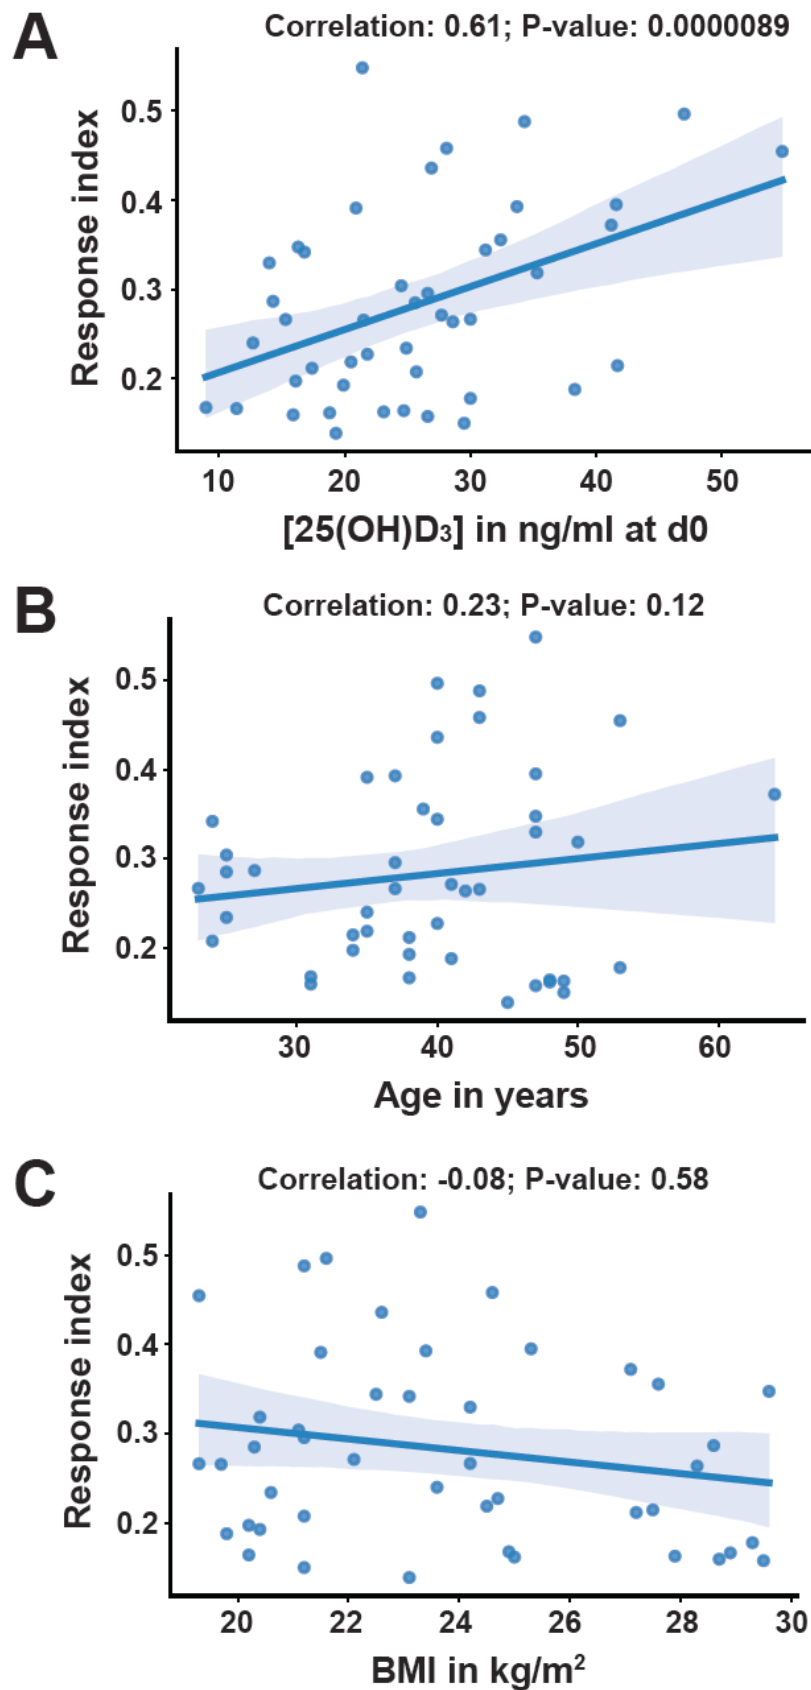 A
Correlation: 0.61; P-value: 0.0000089
Response index
0.5
0.4
0.3
0.2
10 20 30 40 50
[25(OH)D₃] in ng/ml at d0
B
Correlation: 0.23; P-value: 0.12
Response index
0.5
0.4
0.3
0.2
30 40 50 60
Age in years
C
Correlation: -0.08; P-value: 0.58
Response index
0.5
0.4
0.3
0.2
20 22 24 26 28 30
BMI in kg/m²